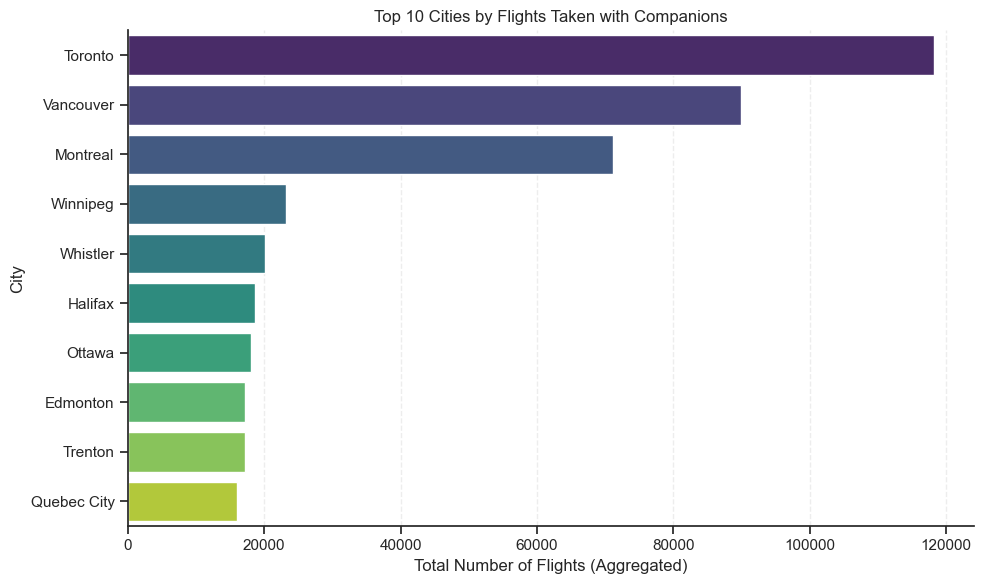 Top 10 Cities by Flights Taken with Companions
City
Toronto
Vancouver
Montreal
Winnipeg
Whistler
Halifax
Ottawa
Edmonton
Trenton
Quebec City
0 20000 40000 60000 80000 100000 120000
Total Number of Flights (Aggregated)